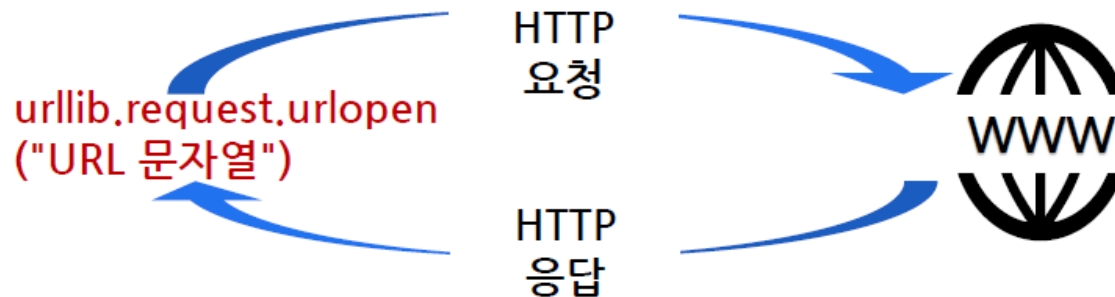 HTTP
요청
urllib.request.urlopen
("URL 문자열")
WWW
HTTP
응답